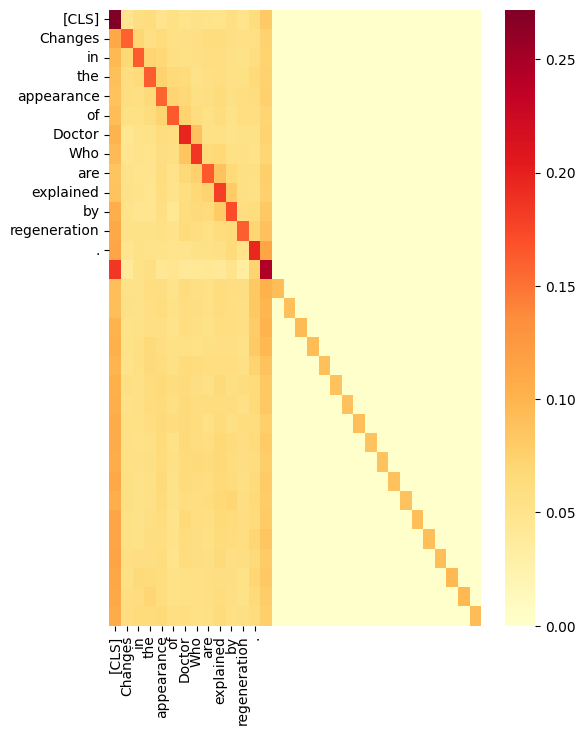 [CLS]
Changes
in
the
appearance
of
Doctor
Who
are
explained
by
regeneration
.
0.25
0.20
0.15
0.10
0.05
0.00
[CLS]
Changes
in
the
appearance
of
Doctor
Who
are
explained
by
regeneration
.